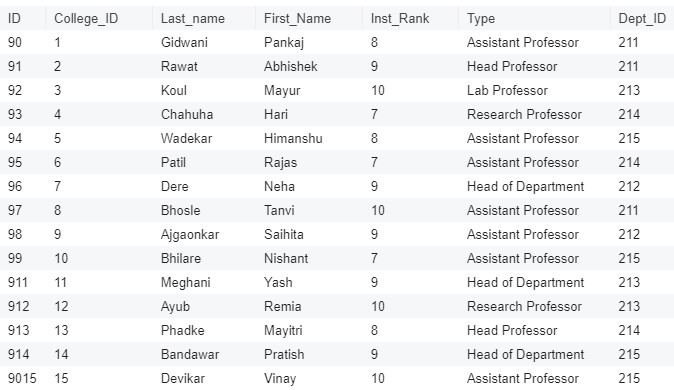 ID College_ID Last_name First_Name Inst_Rank Type Dept_ID
90 1 Gidwani Pankaj 8 Assistant Professor 211
91 2 Rawat Abhishek 9 Head Professor 211
92 3 Koul Mayur 10 Lab Professor 213
93 4 Chahuha Hari 7 Research Professor 214
94 5 Wadekar Himanshu 8 Assistant Professor 215
95 6 Patil Rajas 7 Assistant Professor 214
96 7 Dere Neha 9 Head of Department 212
97 8 Bhosle Tanvi 10 Assistant Professor 211
98 9 Ajgaonkar Saihita 9 Assistant Professor 212
99 10 Bhilare Nishant 7 Assistant Professor 215
911 11 Meghani Yash 9 Head of Department 213
912 12 Ayub Remia 10 Research Professor 213
913 13 Phadke Mayitri 8 Head Professor 214
914 14 Bandawar Pratish 9 Head of Department 215
9015 15 Devikar Vinay 10 Assistant Professor 215